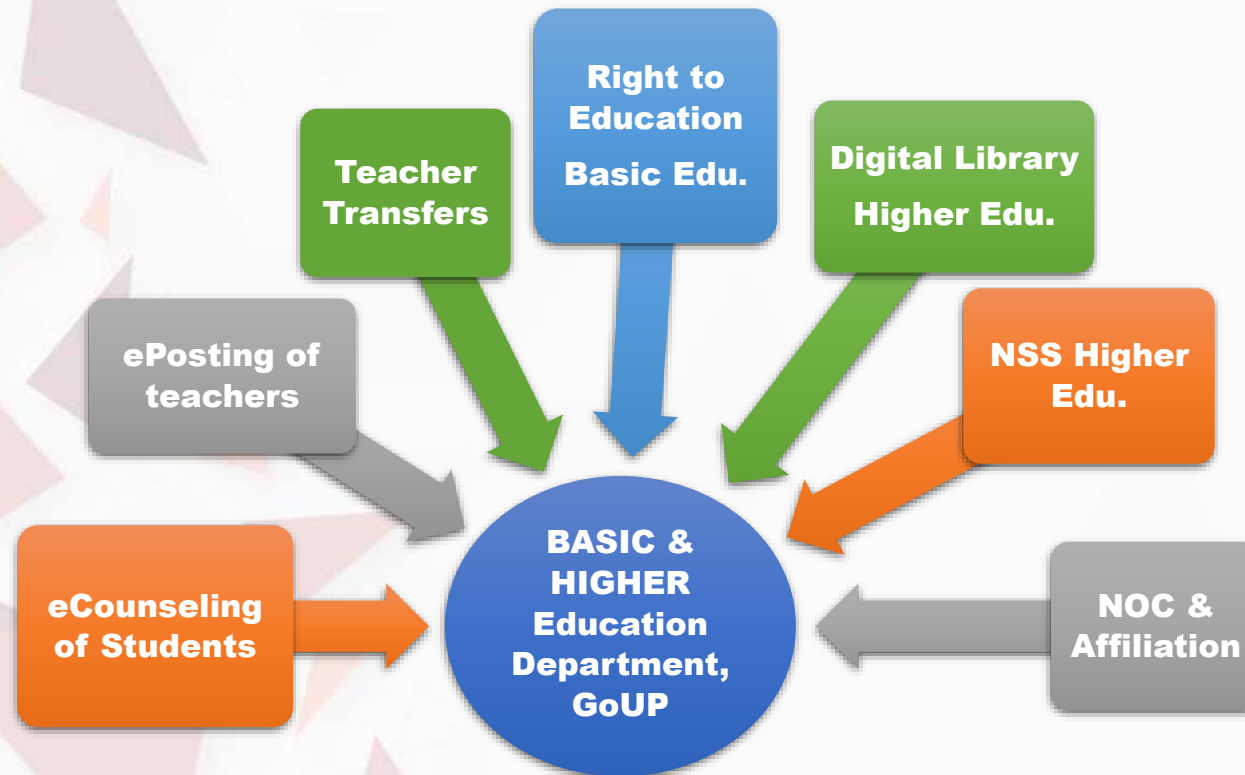 Right to
Education
Basic Edu.
Teacher
Transfers
Digital Library
Higher Edu.
ePosting of
teachers
NSS Higher
Edu.
eCounseling
of Students
BASIC &
HIGHER
Education
Department,
GoUP
NOC &
Affiliation